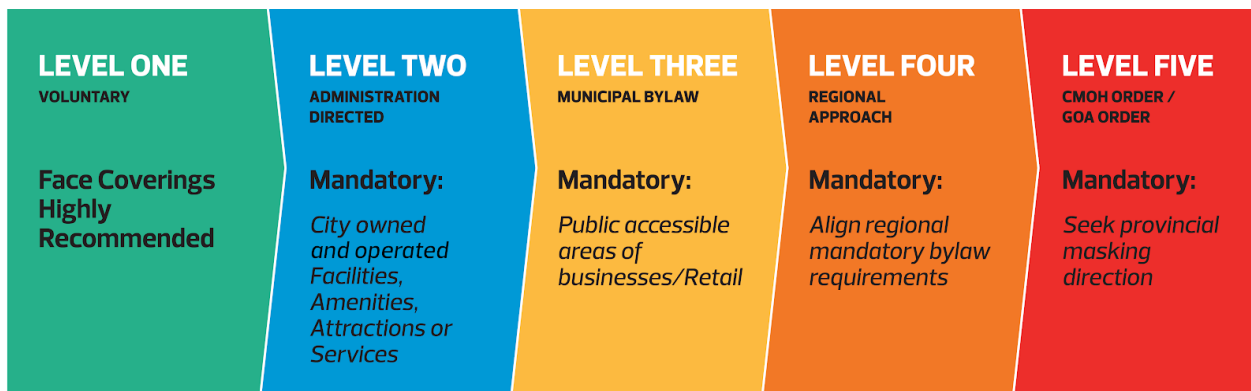 LEVEL ONE
VOLUNTARY
Face Coverings
Highly
Recommended
LEVEL TWO
ADMINISTRATION
DIRECTED
Mandatory:
City owned
and operated
Facilities,
Amenities,
Attractions or
Services
LEVEL THREE
MUNICIPAL BYLAW
Mandatory:
Public accessible
areas of
businesses/Retail
LEVEL FOUR
REGIONAL
APPROACH
Mandatory:
Align regional
mandatory bylaw
requirements
LEVEL FIVE
CMOH ORDER /
GOA ORDER
Mandatory:
Seek provincial
masking
direction